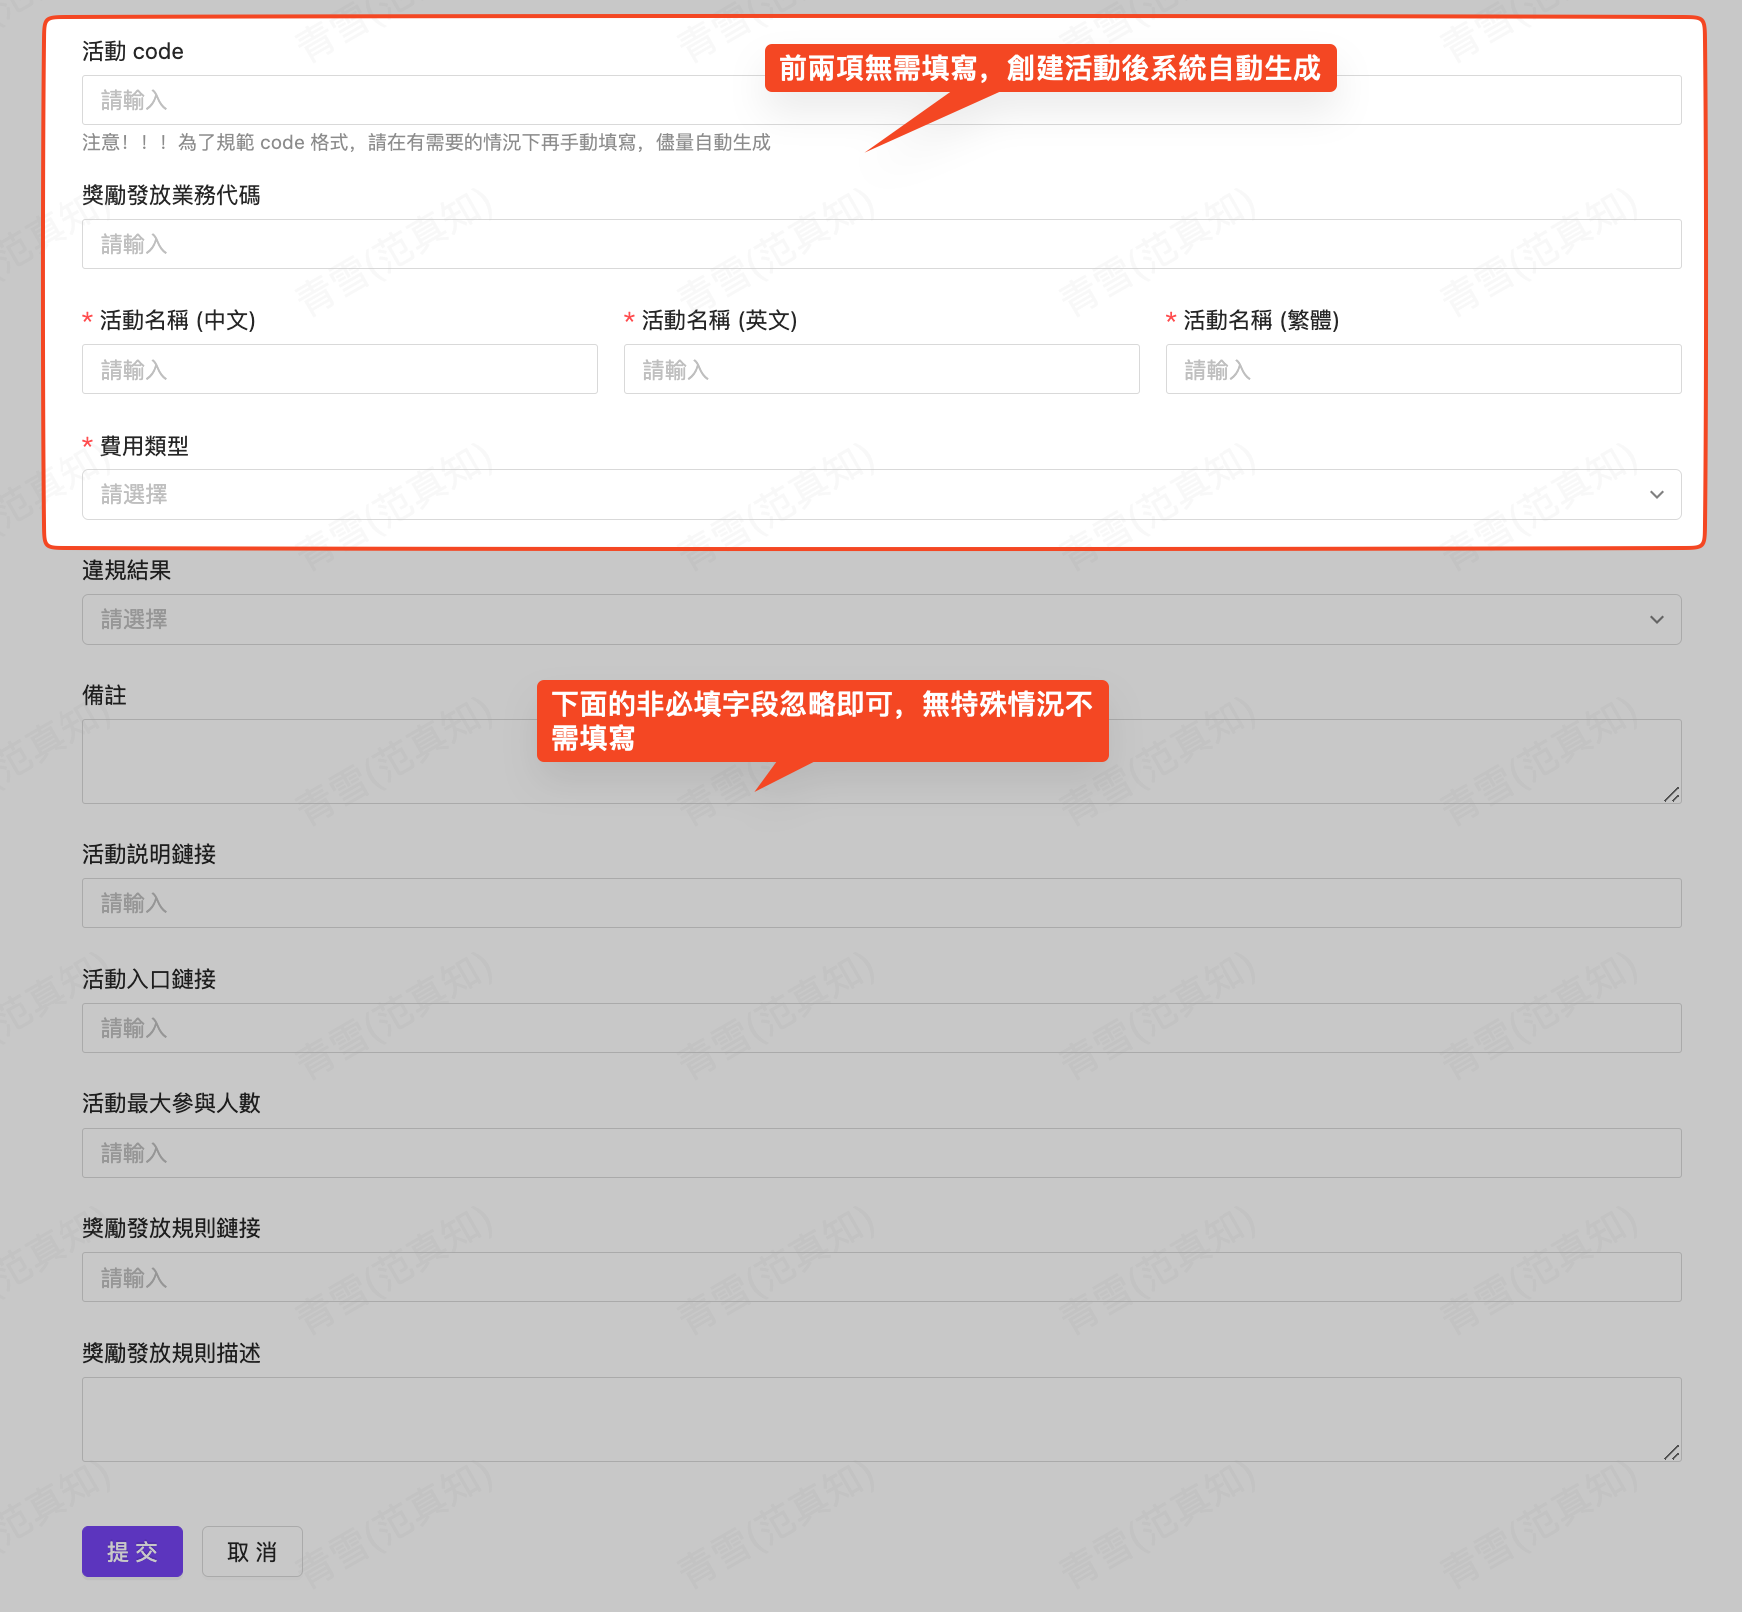 活動 code
前兩項無需填寫，創建活動後系統自動生成
請輸入
注意！！！為了規範 code 格式，請在有需要的情況下再手動填寫，儘量自動生成
獎勵發放業務代碼
請輸入
* 活動名稱 (中文) * 活動名稱 (英文) * 活動名稱 (繁體)
請輸入 請輸入 請輸入
* 費用類型
請選擇
違規結果
請選擇
備註
下面的非必填字段忽略即可，無特殊情況不
需填寫
活動説明鏈接
請輸入
活動入口鏈接
請輸入
活動最大參與人數
請輸入
獎勵發放規則鏈接
請輸入
獎勵發放規則描述
提交 取消
青雪(范真知)